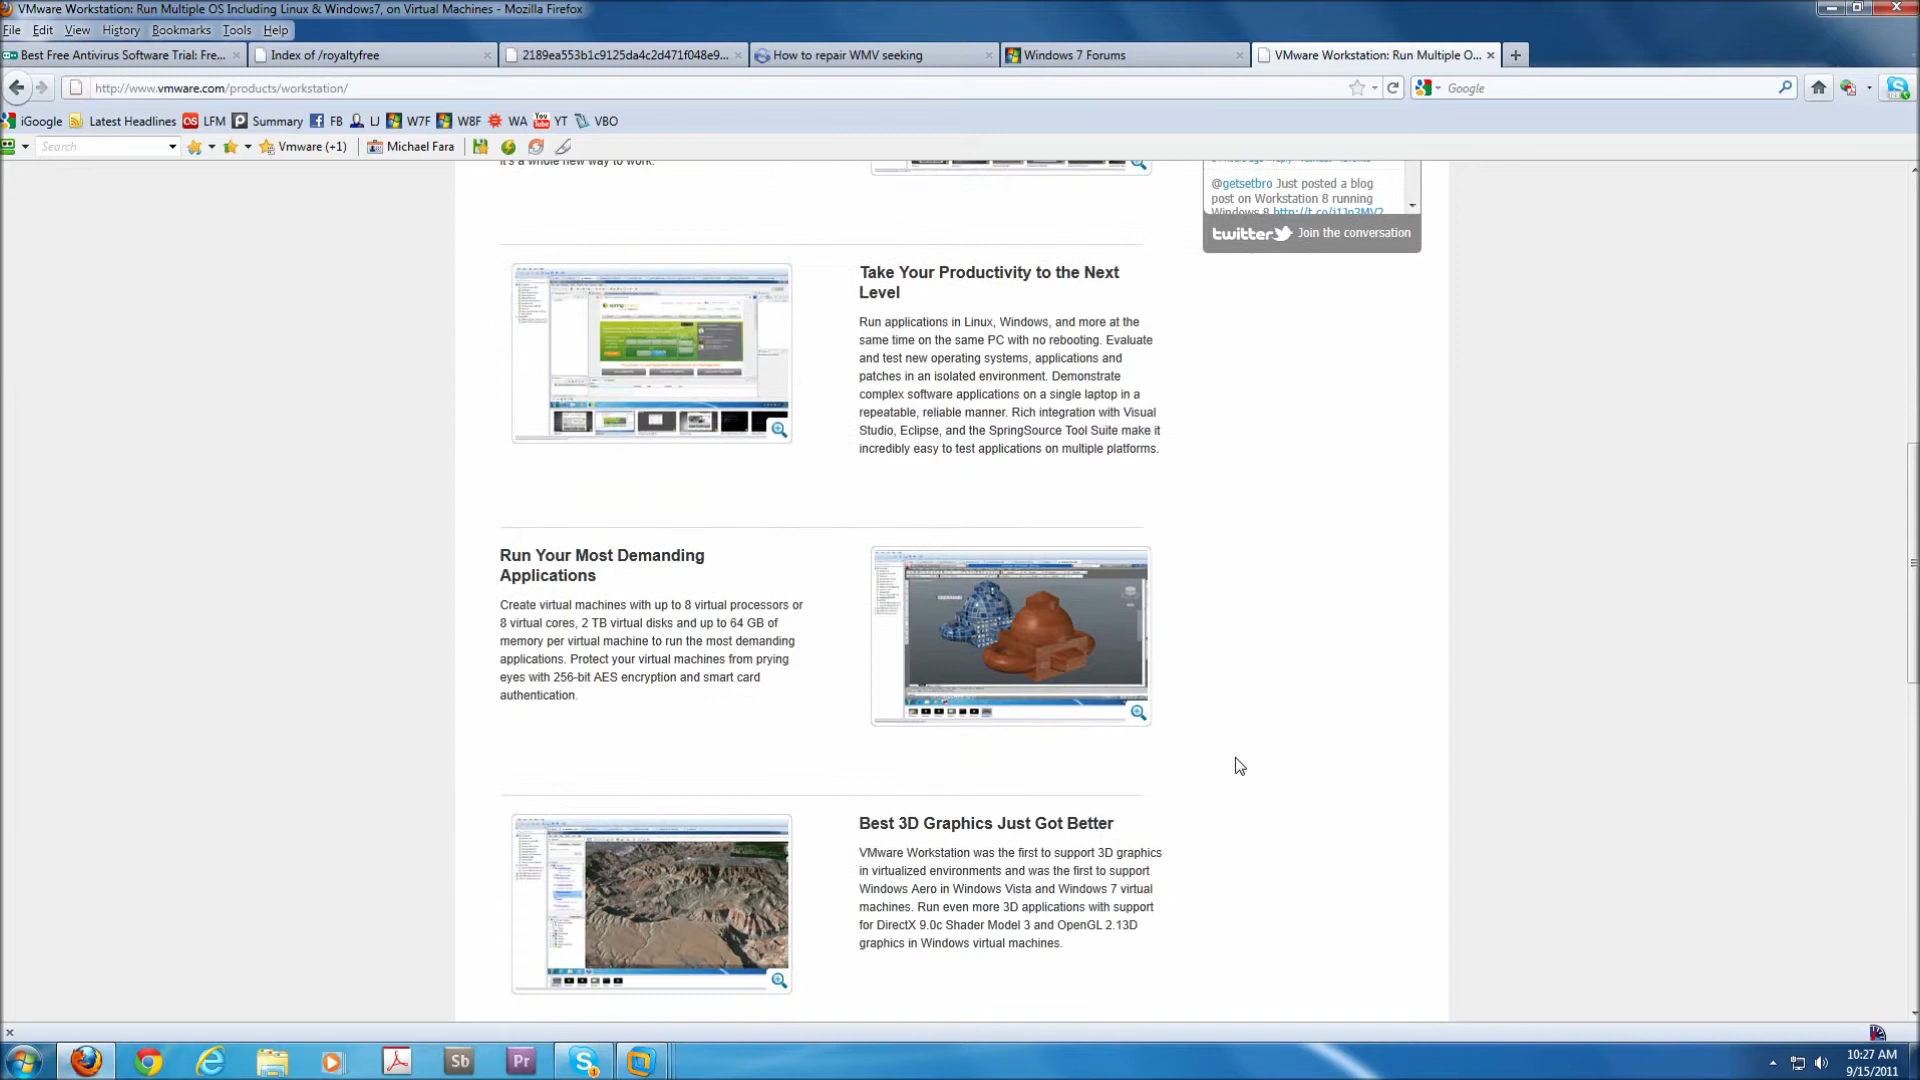 VMware Workstation: Run Multiple OS Including Linux & Windows7, on Virtual Machines - Mozilla Firefox
File Edit View History Bookmarks Tools Help
Best Free Antivirus Software Trial: Fre... Index of /royaltyfree 2189ea553b1c9125da4c2d471f048e9... How to repair WMV seeking Windows 7 Forums VMware Workstation: Run Multiple O...
http://www.vmware.com/products/workstation/ Google
iGoogle Latest Headlines LFM Summary FB LJ W7F W8F WA YT VBO
Search Vmware (+1) Michael Fara
it's a whole new way to work.
@getsetbro Just posted a blog
post on Workstation 8 running
Windows 8 http://t.co/i1Jp3MV2
twitter Join the conversation
Take Your Productivity to the Next
Level
Run applications in Linux, Windows, and more at the
same time on the same PC with no rebooting. Evaluate
and test new operating systems, applications and
patches in an isolated environment. Demonstrate
complex software applications on a single laptop in a
repeatable, reliable manner. Rich integration with Visual
Studio, Eclipse, and the SpringSource Tool Suite make it
incredibly easy to test applications on multiple platforms.
Run Your Most Demanding
Applications
Create virtual machines with up to 8 virtual processors or
8 virtual cores, 2 TB virtual disks and up to 64 GB of
memory per virtual machine to run the most demanding
applications. Protect your virtual machines from prying
eyes with 256-bit AES encryption and smart card
authentication.
Best 3D Graphics Just Got Better
VMware Workstation was the first to support 3D graphics
in virtualized environments and was the first to support
Windows Aero in Windows Vista and Windows 7 virtual
machines. Run even more 3D applications with support
for DirectX 9.0c Shader Model 3 and OpenGL 2.13D
graphics in Windows virtual machines.
Sb Pr
10:27 AM
9/15/2011